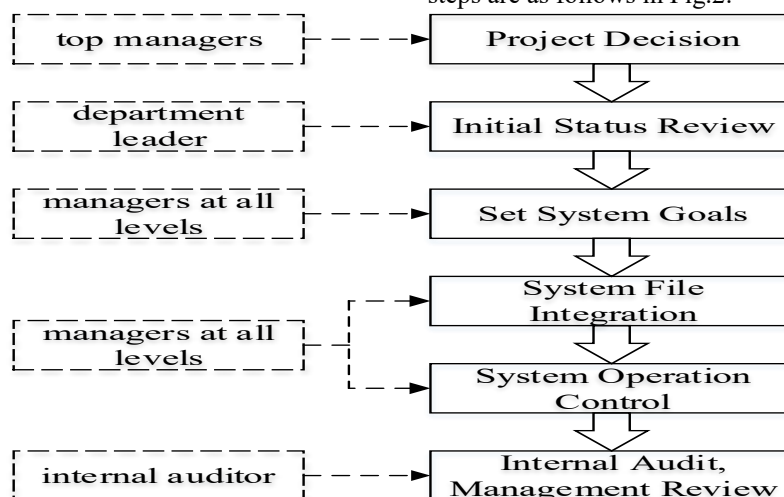 steps are as follows in Fig.2:
top managers
Project Decision
department
leader
Initial Status Review
managers at all
levels
Set System Goals
System File
Integration
managers at all
levels
System Operation
Control
internal auditor
Internal Audit,
Management Review